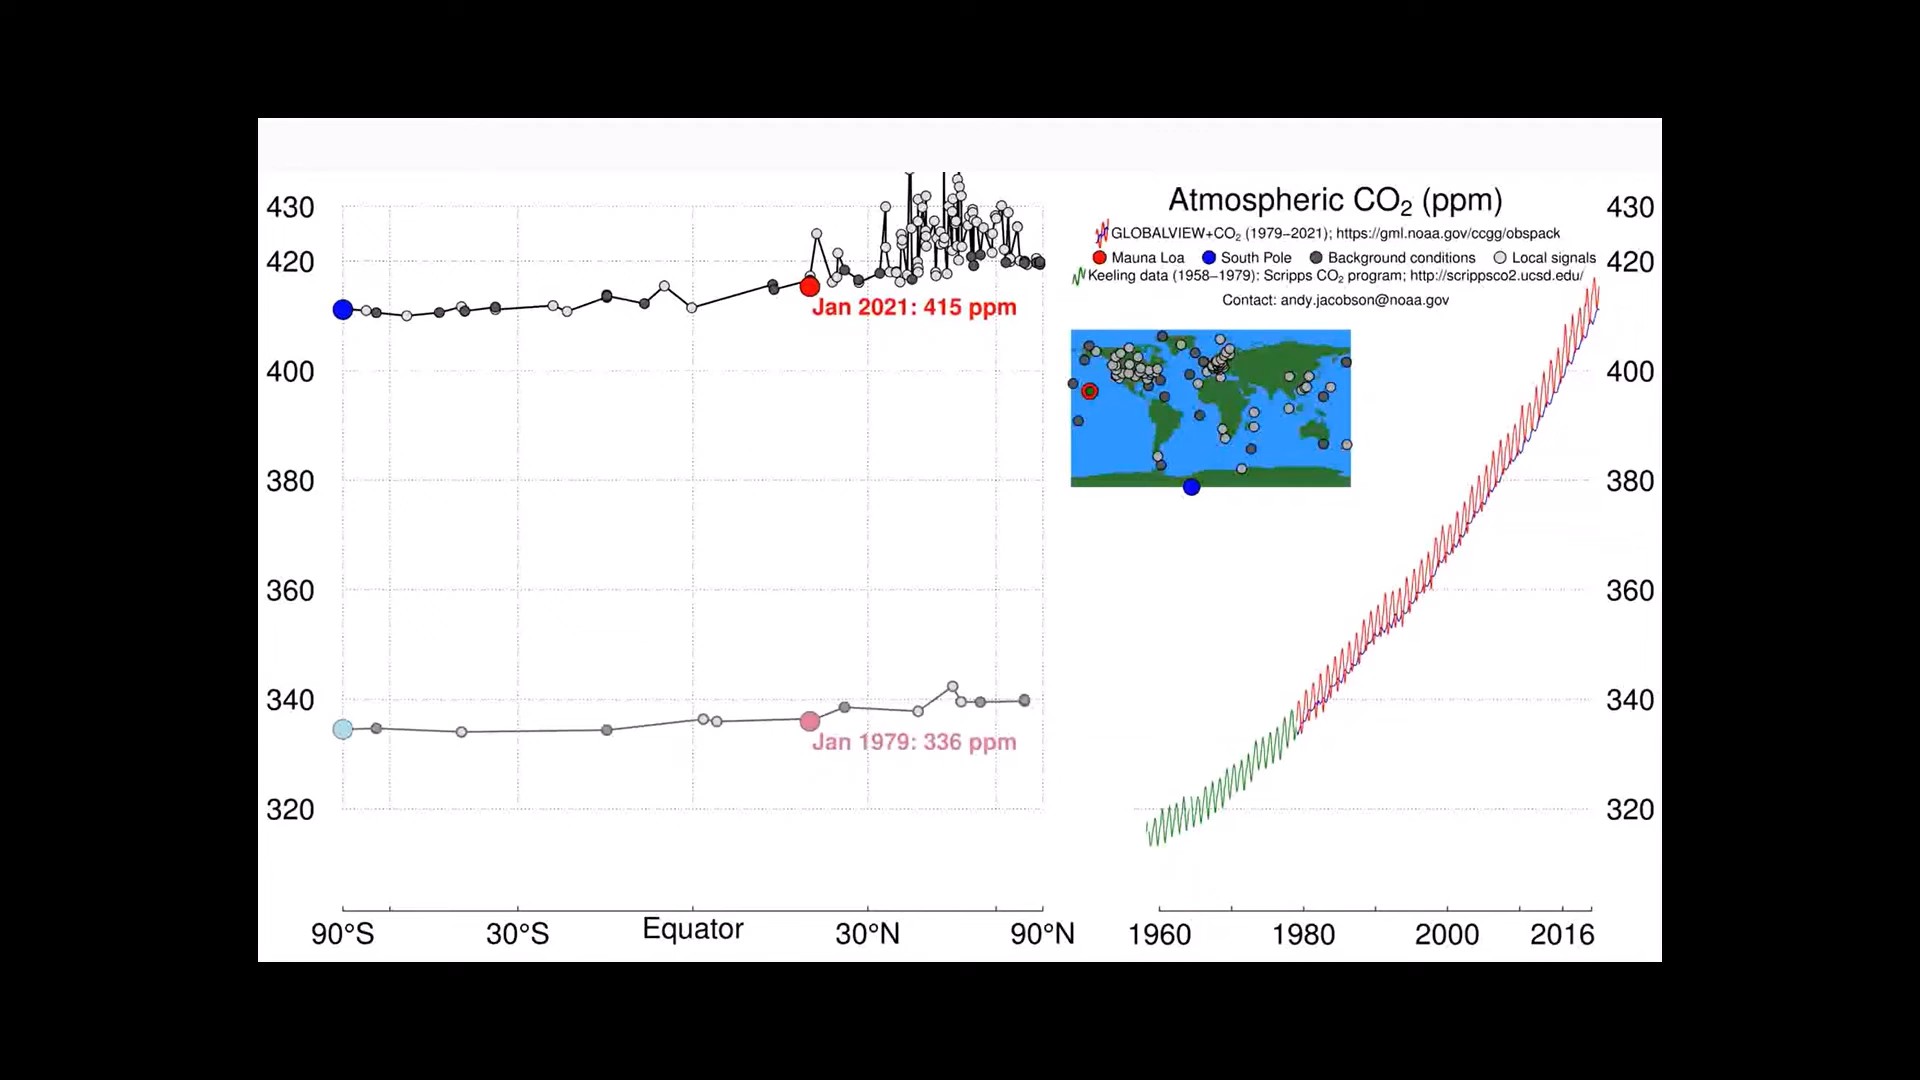 Atmospheric CO₂ (ppm)
GLOBALVIEW+CO₂ (1979–2021); https://gml.noaa.gov/ccgg/obspack
Mauna Loa South Pole Background conditions Local signals
Keeling data (1958–1979): Scripps CO₂ program; http://scrippsco2.ucsd.edu/
Contact: andy.jacobson@noaa.gov
430
420
400
380
360
340
320
Jan 2021: 415 ppm
Jan 1979: 336 ppm
90°S 30°S Equator 30°N 90°N
430
420
400
380
360
340
320
1960 1980 2000 2016